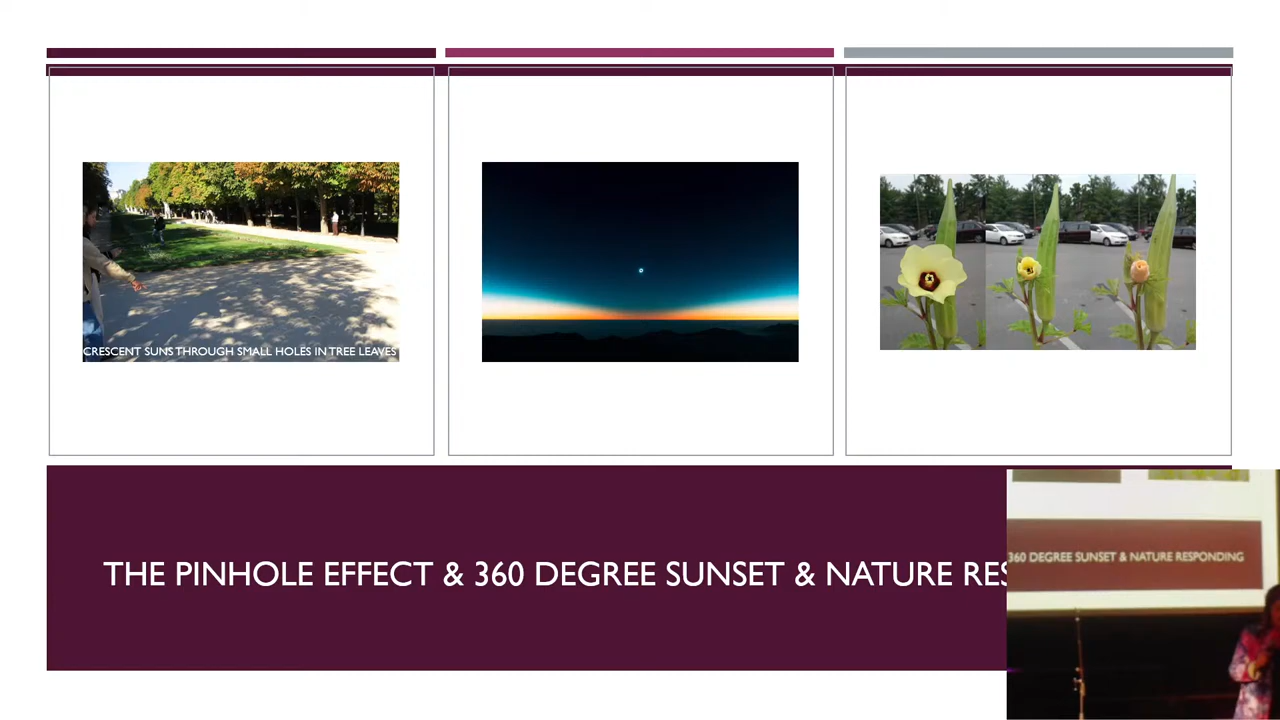 CRESCENT SUNS THROUGH SMALL HOLES IN TREE LEAVES
THE PINHOLE EFFECT & 360 DEGREE SUNSET & NATURE RES
360 DEGREE SUNSET & NATURE RESPONDING